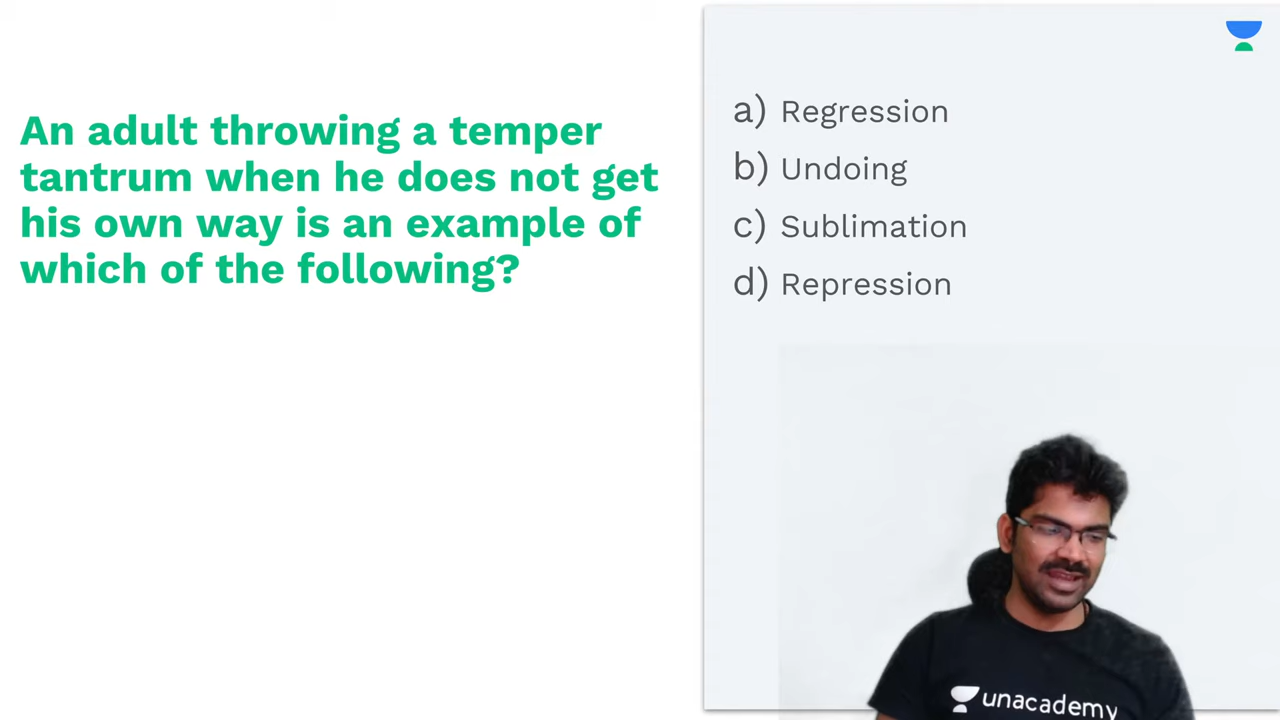 An adult throwing a temper
tantrum when he does not get
his own way is an example of
which of the following?
a) Regression
b) Undoing
c) Sublimation
d) Repression
unacademy